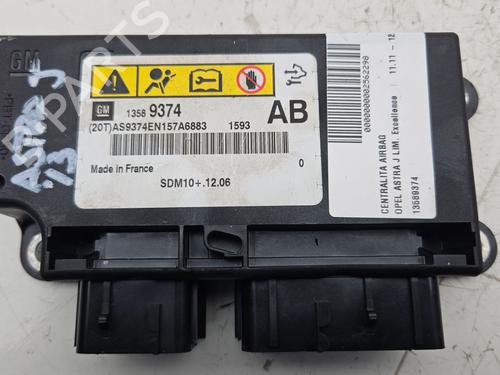 GM
ASTRA J
13
GM 1358 9374 AB
(20T)AS9374EN157A6883 1593
Made in France 0
SDM10+.12.06
0000000002562298
CENTRALITA AIRBAG
OPEL ASTRA J LIM. Excellence 11.11 - 12
13589374